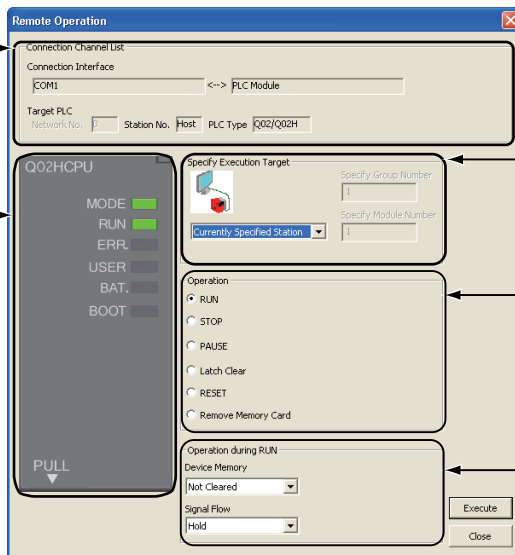 Remote Operation
Connection Channel List
Connection Interface
COM1 <--> PLC Module
Target PLC
Network No. 0 Station No. Host PLC Type Q02/Q02H
Q02HCPU
MODE
RUN
ERR.
USER
BAT.
BOOT
PULL
Specify Execution Target
Currently Specified Station
Specify Group Number
1
Specify Module Number
1
Operation
RUN
STOP
PAUSE
Latch Clear
RESET
Remove Memory Card
Operation during RUN
Device Memory
Not Cleared
Signal Flow
Hold
Execute
Close